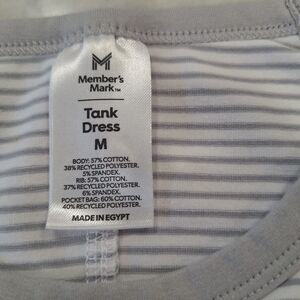 M
Member's
Mark™
Tank
Dress
M
BODY: 57% COTTON,
38% RECYCLED POLYESTER,
5% SPANDEX.
RIB: 57% COTTON,
37% RECYCLED POLYESTER,
6% SPANDEX.
POCKET BAG: 60% COTTON,
40% RECYCLED POLYESTER.
MADE IN EGYPT